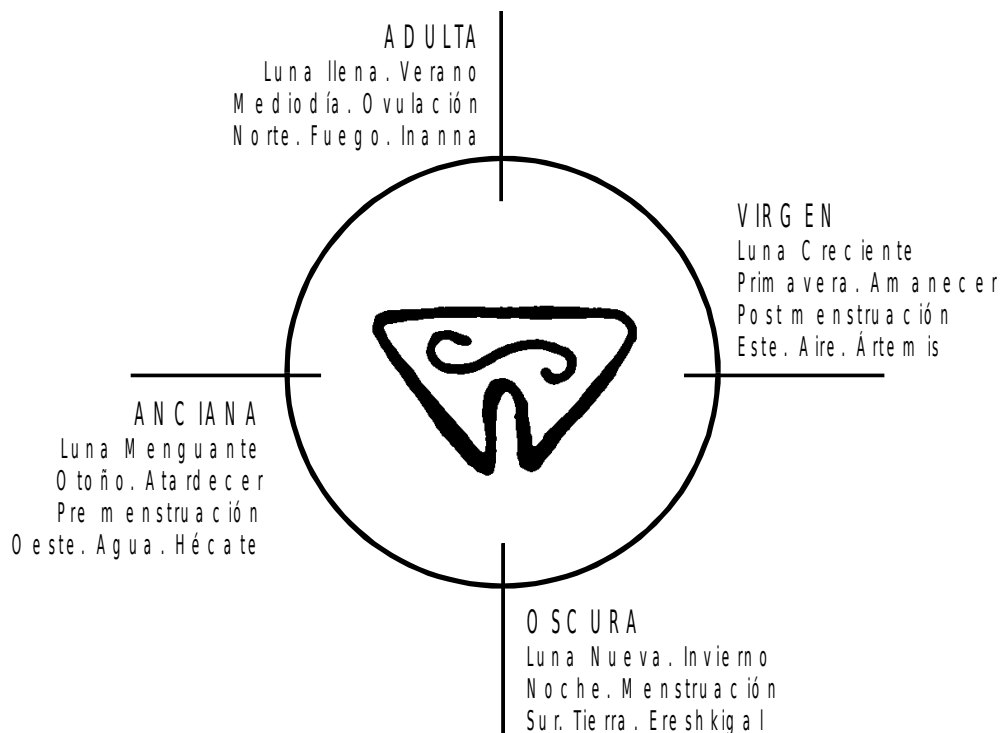 ADULTA
Luna llena. Verano
Mediodía. Ovulación
Norte. Fuego. Inanna
VIRGEN
Luna Creciente
Primavera. Amanecer
Postmenstruación
Este. Aire. Ártemis
ANCIANA
Luna Menguante
Otoño. Atardecer
Premenstruación
Oeste. Agua. Hécate
OSCURA
Luna Nueva. Invierno
Noche. Menstruación
Sur. Tierra. Ereshkigal